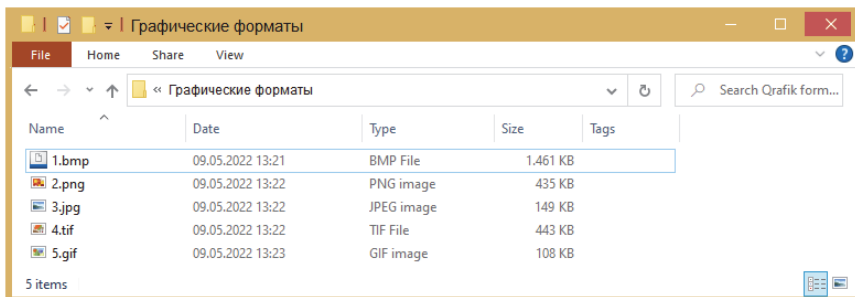 Графические форматы
File Home Share View
« Графические форматы Search Qrafik form...
Name Date Type Size Tags
1.bmp 09.05.2022 13:21 BMP File 1.461 KB
2.png 09.05.2022 13:22 PNG image 435 KB
3.jpg 09.05.2022 13:22 JPEG image 149 KB
4.tif 09.05.2022 13:22 TIF File 443 KB
5.gif 09.05.2022 13:23 GIF image 108 KB
5 items